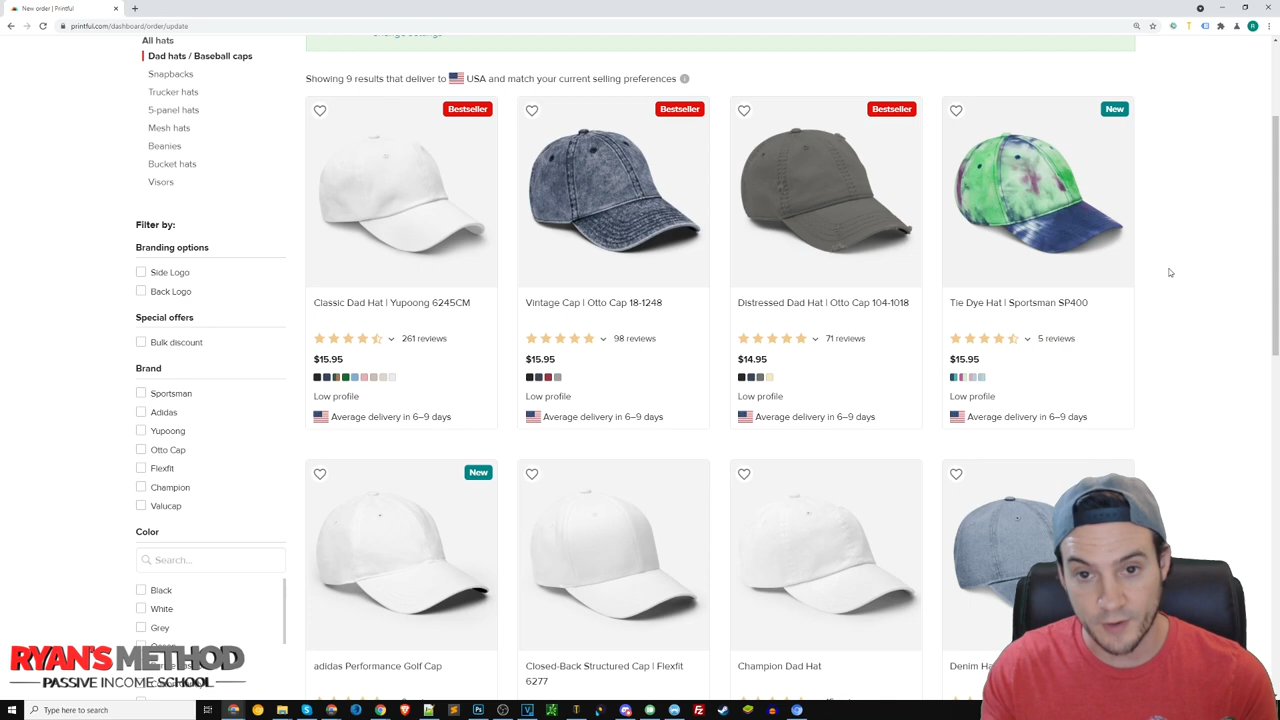 New order | Printful
printful.com/dashboard/order/update
All hats
Dad hats / Baseball caps
Snapbacks
Trucker hats
5-panel hats
Mesh hats
Beanies
Bucket hats
Visors
Filter by:
Branding options
Side Logo
Back Logo
Special offers
Bulk discount
Brand
Sportsman
Adidas
Yupoong
Otto Cap
Flexfit
Champion
Valucap
Color
Search...
Black
White
Grey
Showing 9 results that deliver to USA and match your current selling preferences
Bestseller
Classic Dad Hat | Yupoong 6245CM
261 reviews
$15.95
Low profile
Average delivery in 6–9 days
Bestseller
Vintage Cap | Otto Cap 18-1248
98 reviews
$15.95
Low profile
Average delivery in 6–9 days
Bestseller
Distressed Dad Hat | Otto Cap 104-1018
71 reviews
$14.95
Low profile
Average delivery in 6–9 days
New
Tie Dye Hat | Sportsman SP400
5 reviews
$15.95
Low profile
Average delivery in 6–9 days
New
adidas Performance Golf Cap
Closed-Back Structured Cap | Flexfit
6277
Champion Dad Hat
Denim Ha
RYAN'S METHOD
PASSIVE INCOME SCHOOL
Type here to search